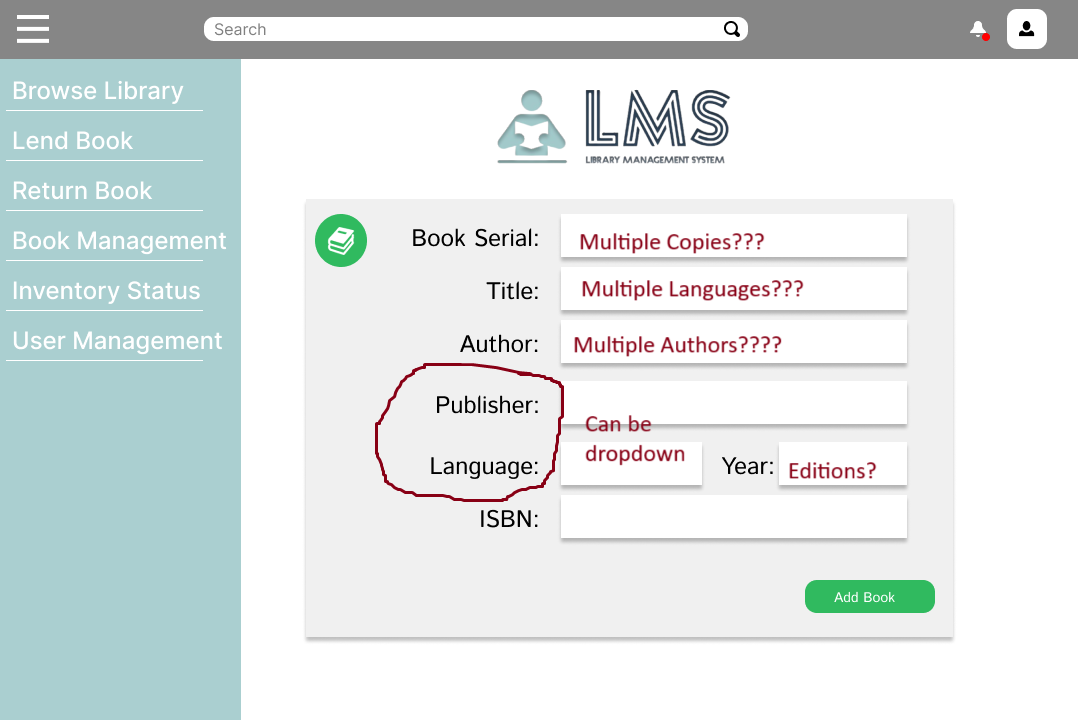 Search
Browse Library
Lend Book
Return Book
Book Management
Inventory Status
User Management
LMS
LIBRARY MANAGEMENT SYSTEM
Book Serial: Multiple Copies???
Title: Multiple Languages???
Author: Multiple Authors????
Publisher:
Can be
dropdown
Language: Year: Editions?
ISBN:
Add Book